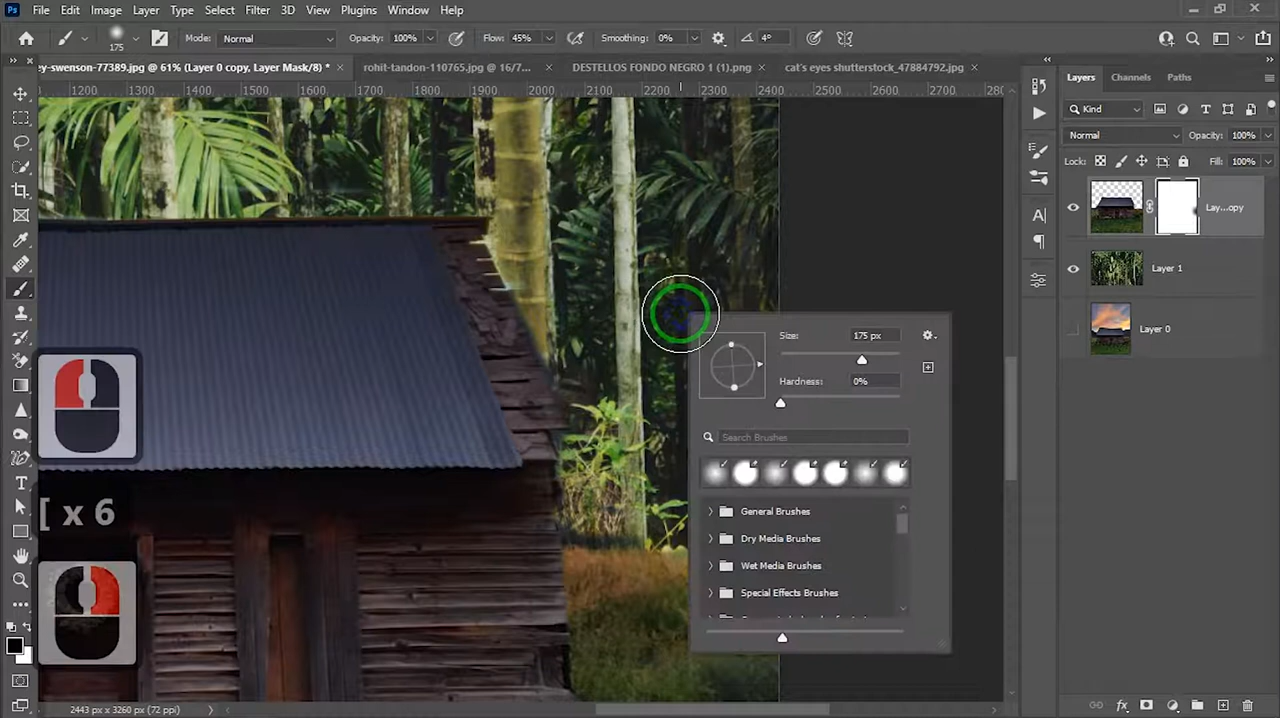 Ps File Edit Image Layer Type Select Filter 3D View Plugins Window Help
175 Mode: Normal Opacity: 100% Flow: 45% Smoothing: 0% 4°
ey-swenson-77389.jpg @ 61% (Layer 0 copy, Layer Mask/8) * × rohit-tandon-110765.jpg @ 16/7... × DESTELLOS FONDO NEGRO 1 (1).png × cat's eyes shutterstock_47884792.jpg ×
1200 1300 1400 1500 1600 1700 1800 1900 2000 2100 2200 2300 2400 2500 2600 2700
Layers Channels Paths
Kind
Normal Opacity: 100%
Lock: Fill: 100%
Lay...opy
Layer 1
Layer 0
Size: 175 px
Hardness: 0%
Search Brushes
General Brushes
Dry Media Brushes
Wet Media Brushes
Special Effects Brushes
[ x 6
2443 px x 3260 px (72 ppi)